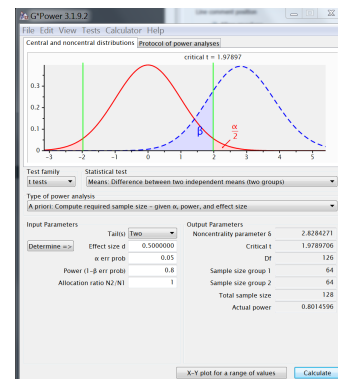 G*Power 3.1.9.2
File Edit View Tests Calculator Help
Central and noncentral distributions Protocol of power analyses
critical t = 1.97897
0.3
0.2
0.1
0
β
α
2
-3 -2 -1 0 1 2 3 4 5
Test family Statistical test
t tests Means: Difference between two independent means (two groups)
Type of power analysis
A priori: Compute required sample size – given α, power, and effect size
Input Parameters Output Parameters
Tail(s) Two Noncentrality parameter δ 2.8284271
Determine => Effect size d 0.5000000 Critical t 1.9789706
α err prob 0.05 Df 126
Power (1-β err prob) 0.8 Sample size group 1 64
Allocation ratio N2/N1 1 Sample size group 2 64
Total sample size 128
Actual power 0.8014596
X-Y plot for a range of values Calculate